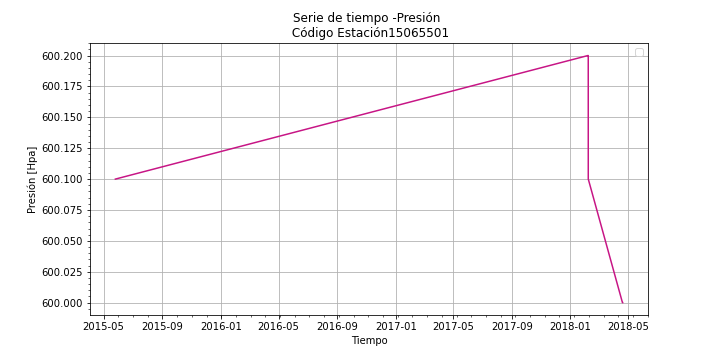 Serie de tiempo -Presión
Código Estación15065501
Presión [Hpa]
600.200
600.175
600.150
600.125
600.100
600.075
600.050
600.025
600.000
2015-05 2015-09 2016-01 2016-05 2016-09 2017-01 2017-05 2017-09 2018-01 2018-05
Tiempo